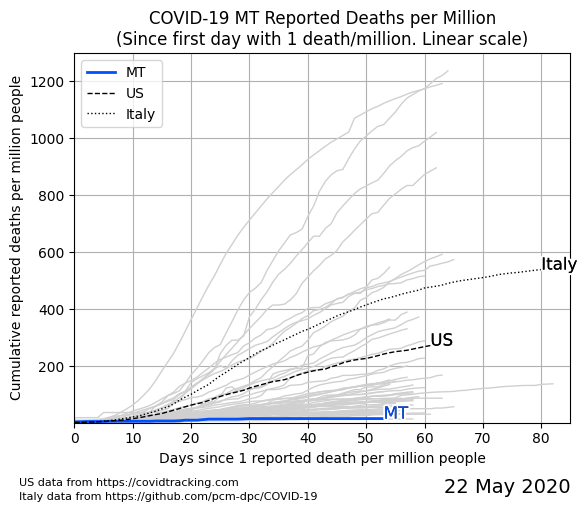 COVID-19 MT Reported Deaths per Million
(Since first day with 1 death/million. Linear scale)
Cumulative reported deaths per million people
1200
1000
800
600
400
200
MT
US
Italy
Italy
US
MT
0 10 20 30 40 50 60 70 80
Days since 1 reported death per million people
US data from https://covidtracking.com
Italy data from https://github.com/pcm-dpc/COVID-19
22 May 2020